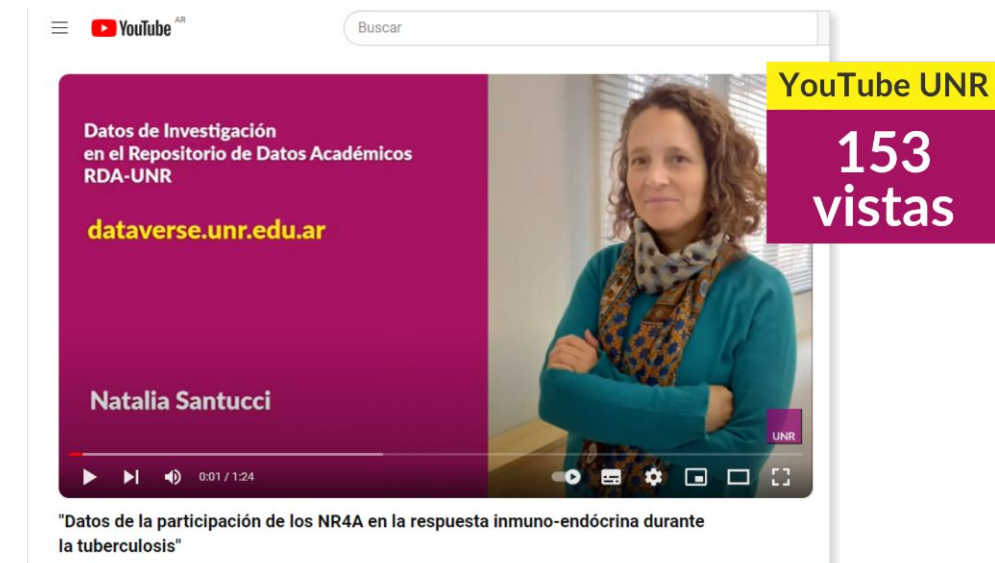 YouTube AR
Buscar
YouTube UNR
153
vistas
Datos de Investigación
en el Repositorio de Datos Académicos
RDA-UNR
dataverse.unr.edu.ar
Natalia Santucci
UNR
0:01 / 1:24
"Datos de la participación de los NR4A en la respuesta inmuno-endócrina durante
la tuberculosis"